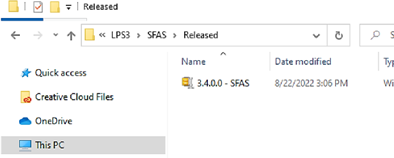 Released
« LPS3 > SFAS > Released
Name
Date modified
Quick access
3.4.0.0 - SFAS
8/22/2022 3:06 PM
Creative Cloud Files
OneDrive
This PC